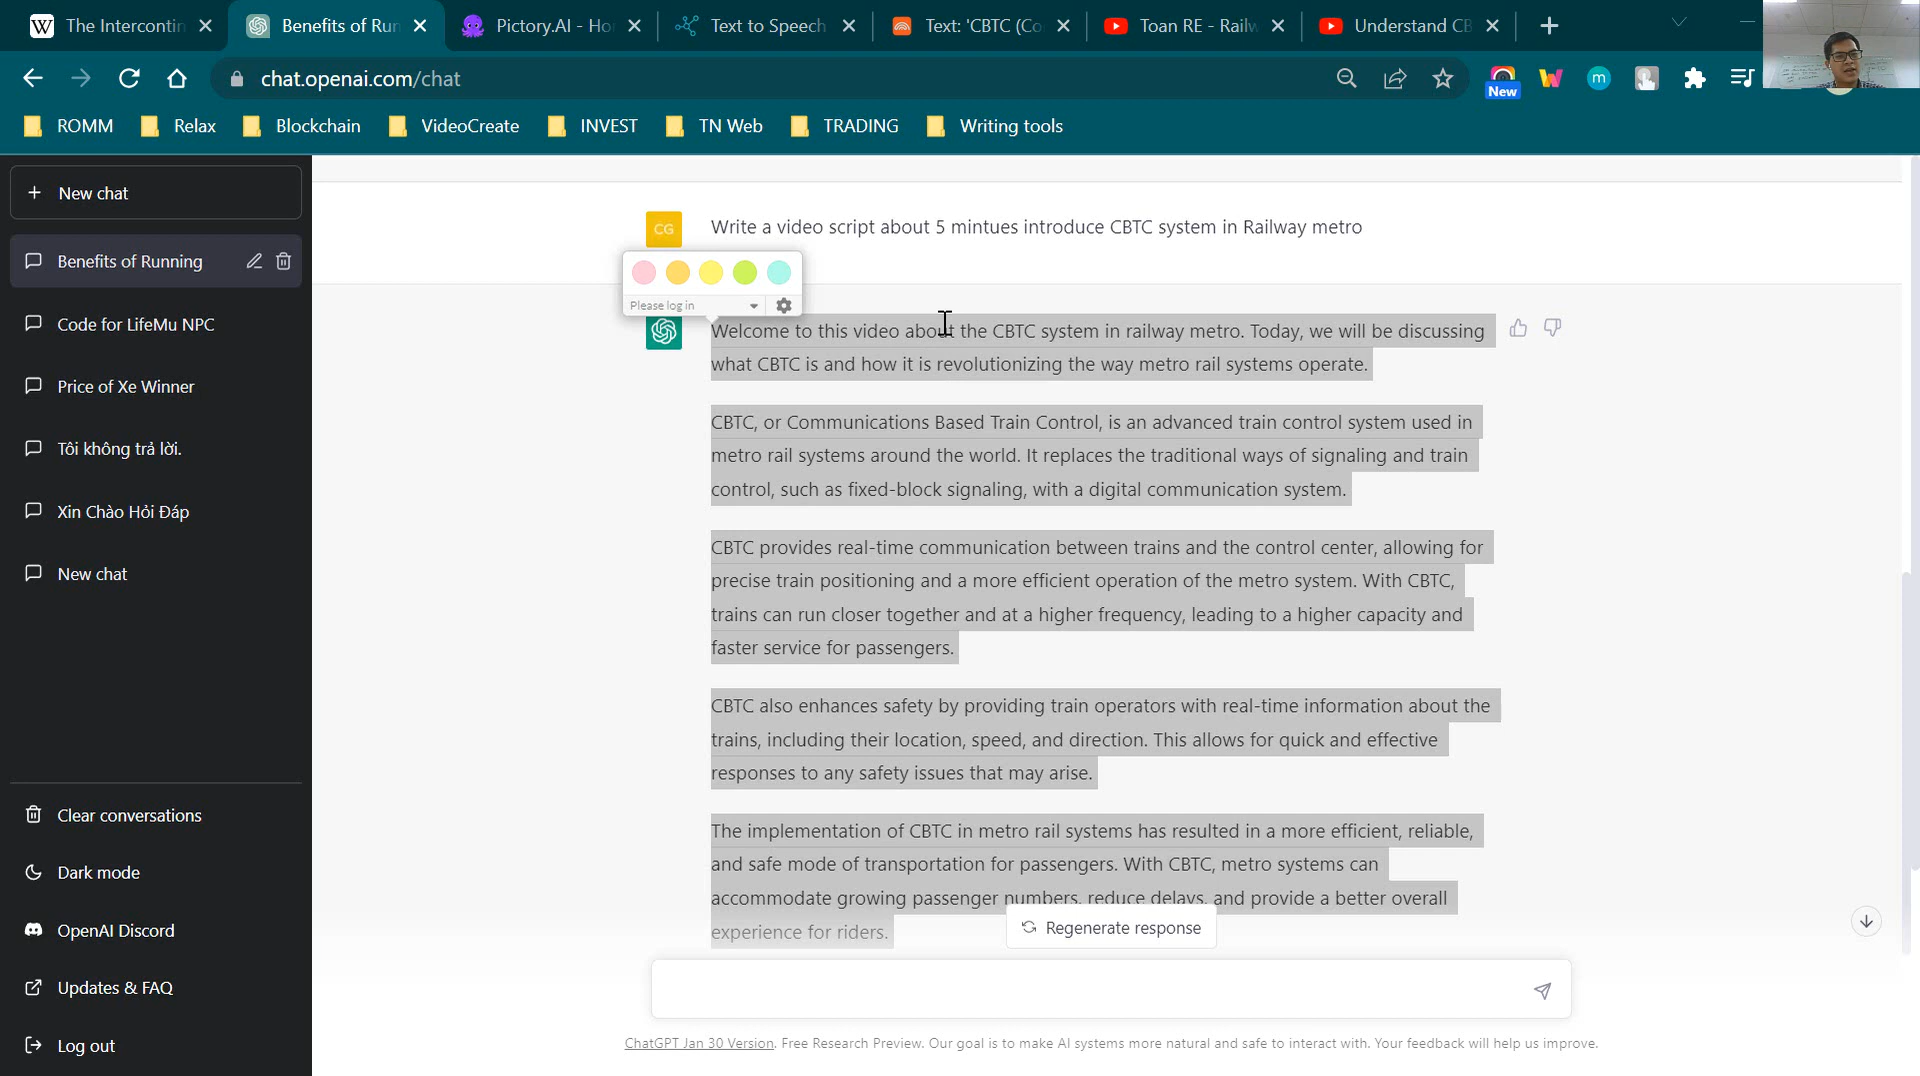 The Intercontin
Benefits of Run
Pictory.AI - Ho
Text to Speech
Text: 'CBTC (Co
Toan RE - Railw
Understand CB
chat.openai.com/chat
New
ROMM
Relax
Blockchain
VideoCreate
INVEST
TN Web
TRADING
Writing tools
New chat
Benefits of Running
Code for LifeMu NPC
Price of Xe Winner
Tôi không trả lời.
Xin Chào Hỏi Đáp
New chat
Clear conversations
Dark mode
OpenAI Discord
Updates & FAQ
Log out
CG
Write a video script about 5 mintues introduce CBTC system in Railway metro
Please log in
Welcome to this video about the CBTC system in railway metro. Today, we will be discussing
what CBTC is and how it is revolutionizing the way metro rail systems operate.
CBTC, or Communications Based Train Control, is an advanced train control system used in
metro rail systems around the world. It replaces the traditional ways of signaling and train
control, such as fixed-block signaling, with a digital communication system.
CBTC provides real-time communication between trains and the control center, allowing for
precise train positioning and a more efficient operation of the metro system. With CBTC,
trains can run closer together and at a higher frequency, leading to a higher capacity and
faster service for passengers.
CBTC also enhances safety by providing train operators with real-time information about the
trains, including their location, speed, and direction. This allows for quick and effective
responses to any safety issues that may arise.
The implementation of CBTC in metro rail systems has resulted in a more efficient, reliable,
and safe mode of transportation for passengers. With CBTC, metro systems can
accommodate growing passenger numbers, reduce delays, and provide a better overall
experience for riders.
Regenerate response
ChatGPT Jan 30 Version. Free Research Preview. Our goal is to make AI systems more natural and safe to interact with. Your feedback will help us improve.